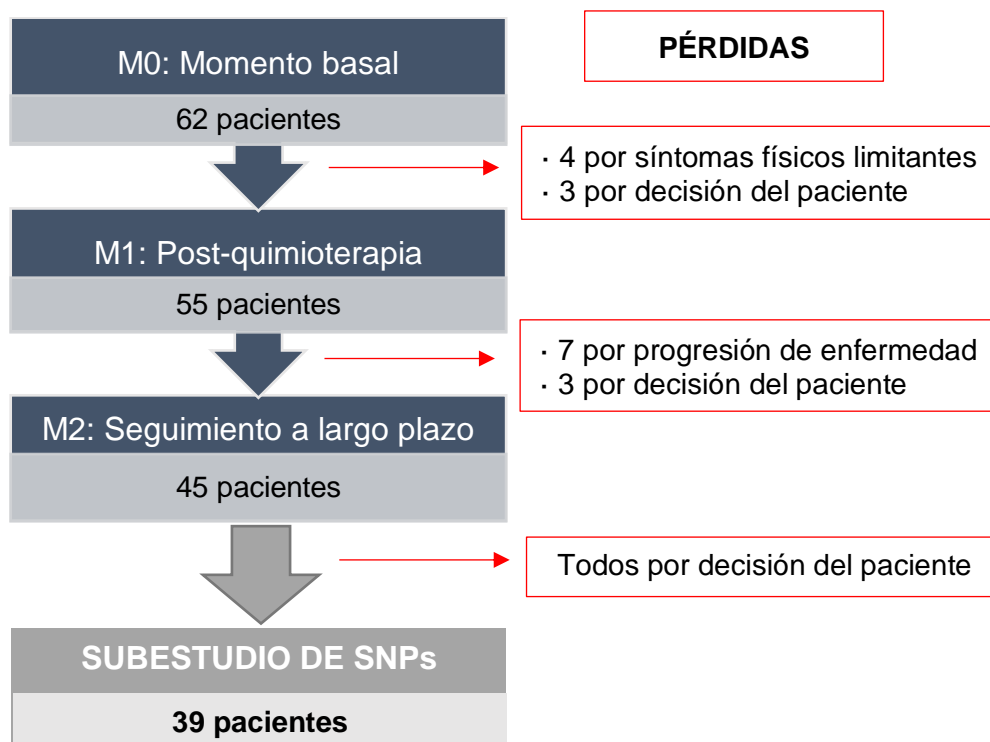 M0: Momento basal
62 pacientes
PÉRDIDAS
· 4 por síntomas físicos limitantes
· 3 por decisión del paciente
M1: Post-quimioterapia
55 pacientes
· 7 por progresión de enfermedad
· 3 por decisión del paciente
M2: Seguimiento a largo plazo
45 pacientes
Todos por decisión del paciente
SUBESTUDIO DE SNPs
39 pacientes